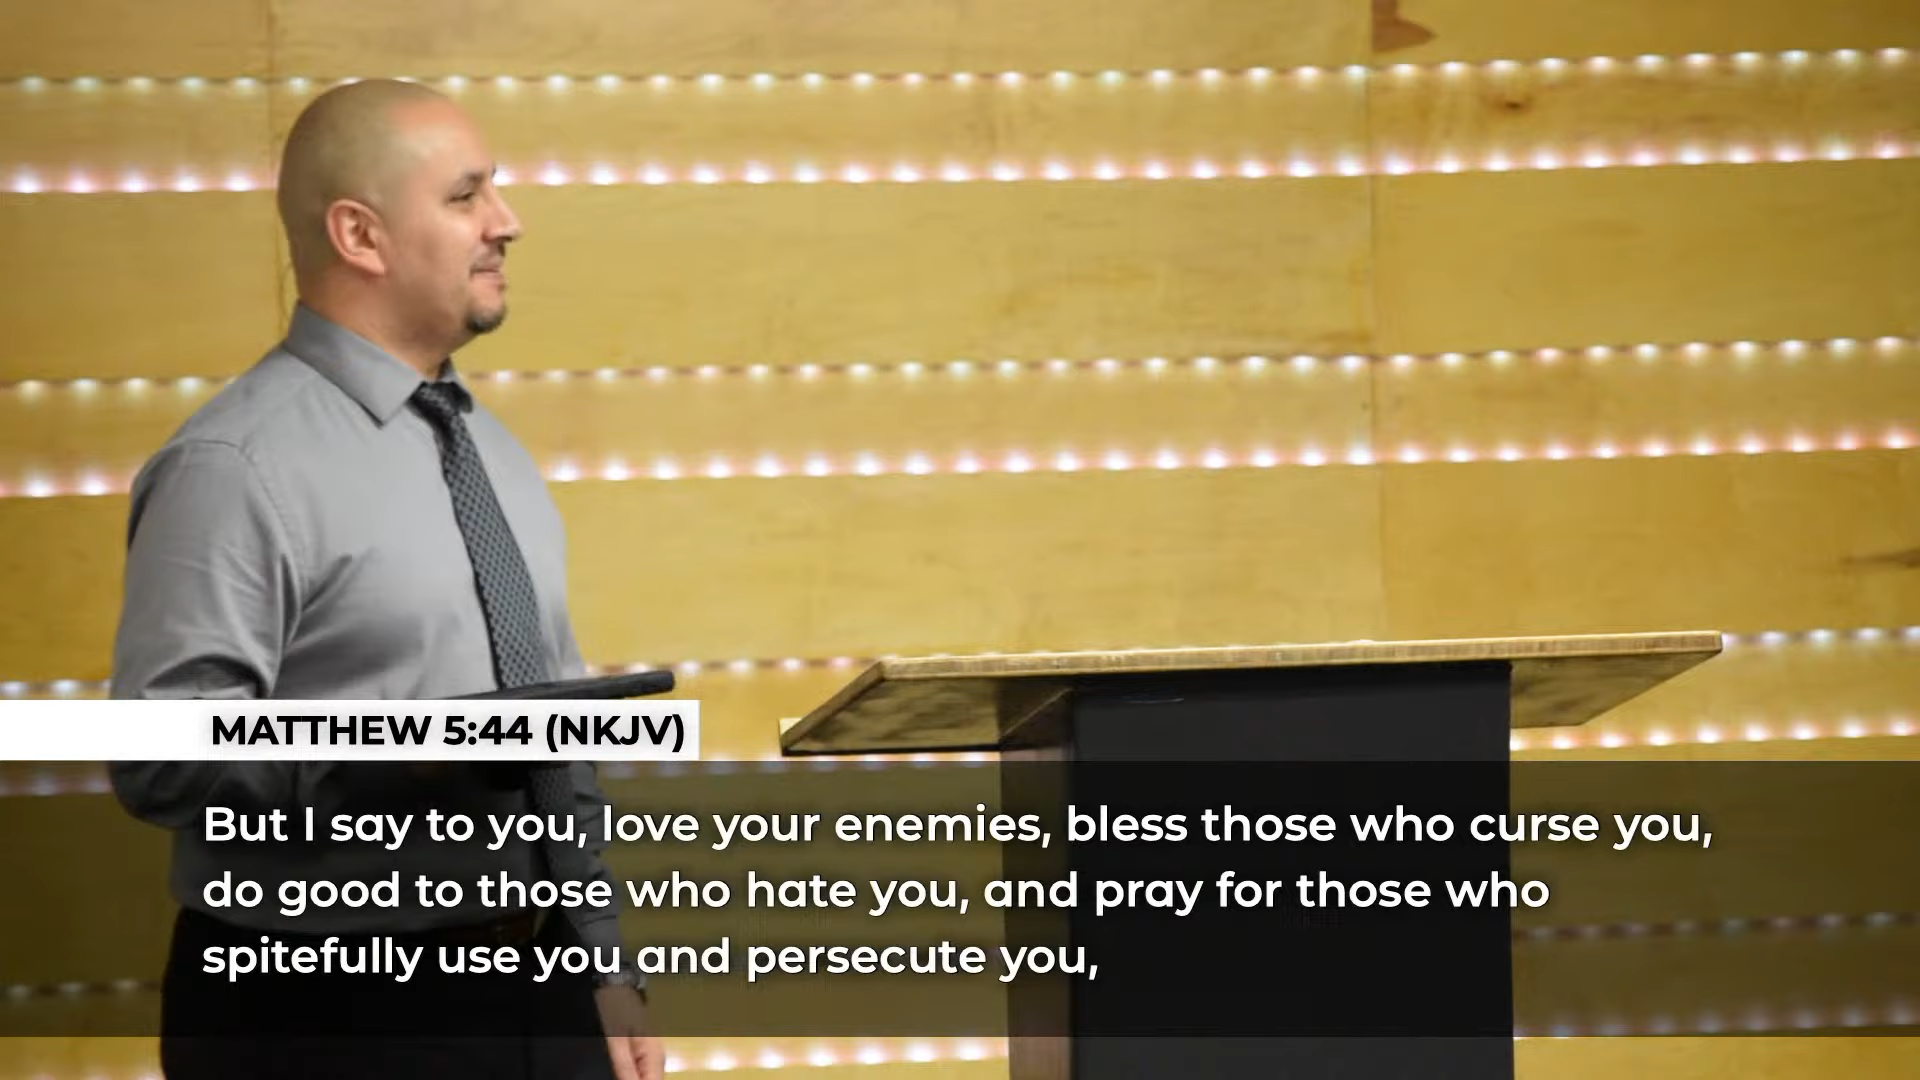 MATTHEW 5:44 (NKJV)
But I say to you, love your enemies, bless those who curse you,
do good to those who hate you, and pray for those who
spitefully use you and persecute you,